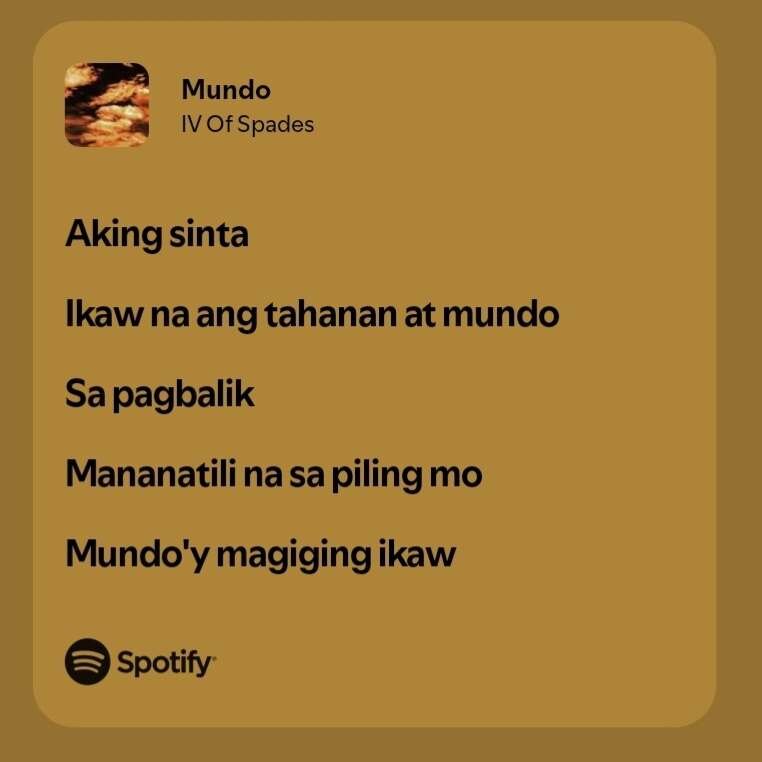 Mundo
IV Of Spades
Aking sinta
Ikaw na ang tahanan at mundo
Sa pagbalik
Mananatili na sa piling mo
Mundo'y magiging ikaw
Spotify